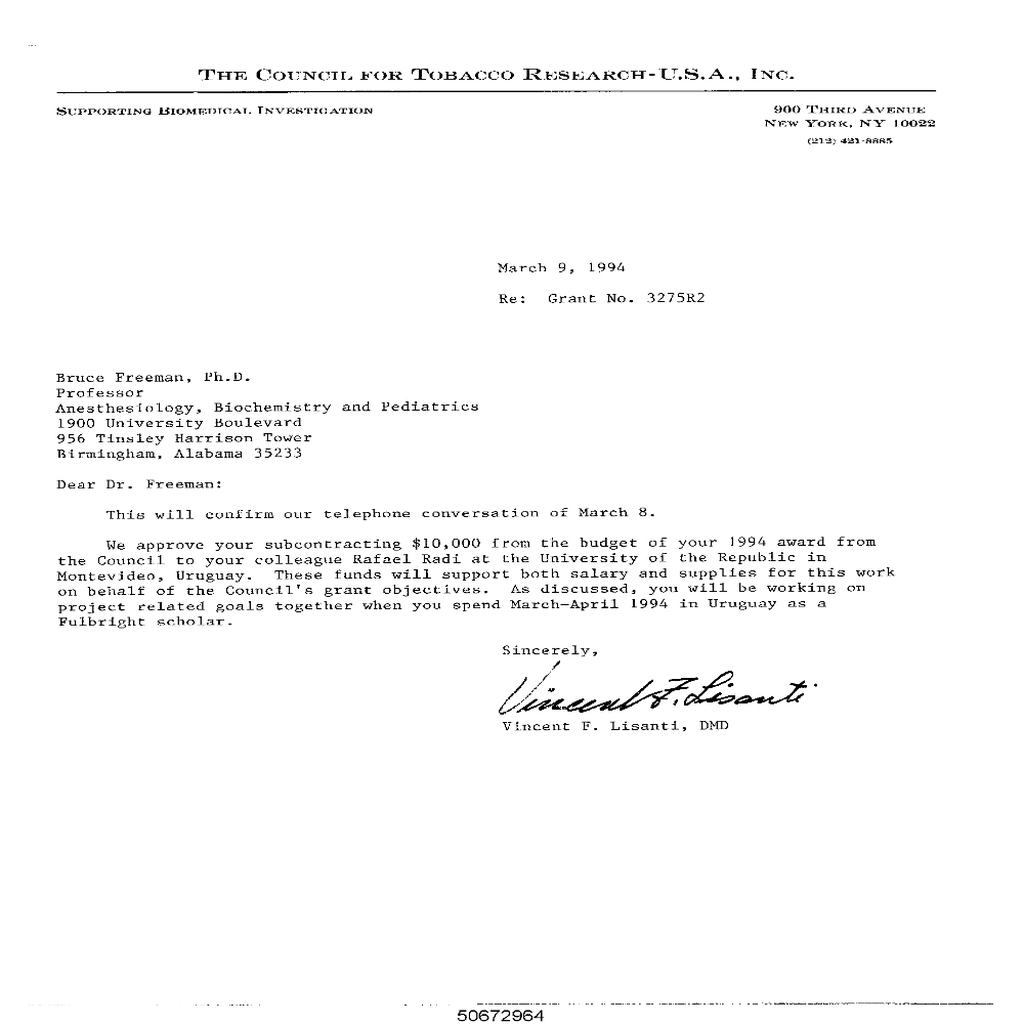 THE COUNCIL FOR TOBACCO RESEARCH-U.S.A., INC.
SUPPORTING BIOMEDICAL INVESTIGATION
900 THIRD AVENUE
NEW YORK, NY 10022
(212) 421-8885
March 9, 1994
Re: Grant No. 3275R2
Bruce Freeman, Ph.D.
Professor
Anesthesiology, Biochemistry and Pediatrics
1900 University Boulevard
956 Tinsley Harrison Tower
Birmingham, Alabama 35233
Dear Dr. Freeman:
This will confirm our telephone conversation of March 8.
We approve your subcontracting $10,000 from the budget of your 1994 award from
the Council to your colleague Rafael Radi at the University of the Republic in
Montevideo, Uruguay. These funds will support both salary and supplies for this work
on behalf of the Council's grant objectives. As discussed, you will be working on
project related goals together when you spend March-April 1994 in Uruguay as a
Fulbright scholar.
Sincerely,
Vincent F. Lisanti
Vincent F. Lisanti, DMD
50672964